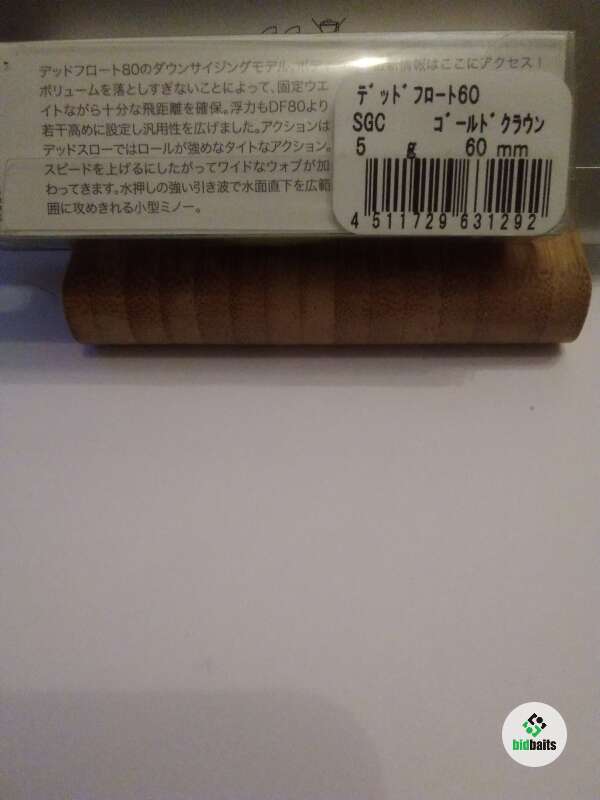 デッドフロート80のダウンサイジングモデル。
情報はここにアクセス！
ボリュームを落としすぎないことによって、固定ウエ
イトながら十分な飛距離を確保。浮力もDF80より
若干高めに設定し汎用性を広げました。アクションは
デッドスローではロールが強めなタイトなアクション。
スピードを上げるにしたがってワイドなウォブが加
わってきます。水押しの強い引き波で水面直下を広範
囲に攻めきれる小型ミノー。
ﾃﾞｯﾄﾞﾌﾛｰﾄ60
SGC ｺﾞｰﾙﾄﾞｸﾗｳﾝ
5 g 60 mm
4 511729 631292
bidbaits